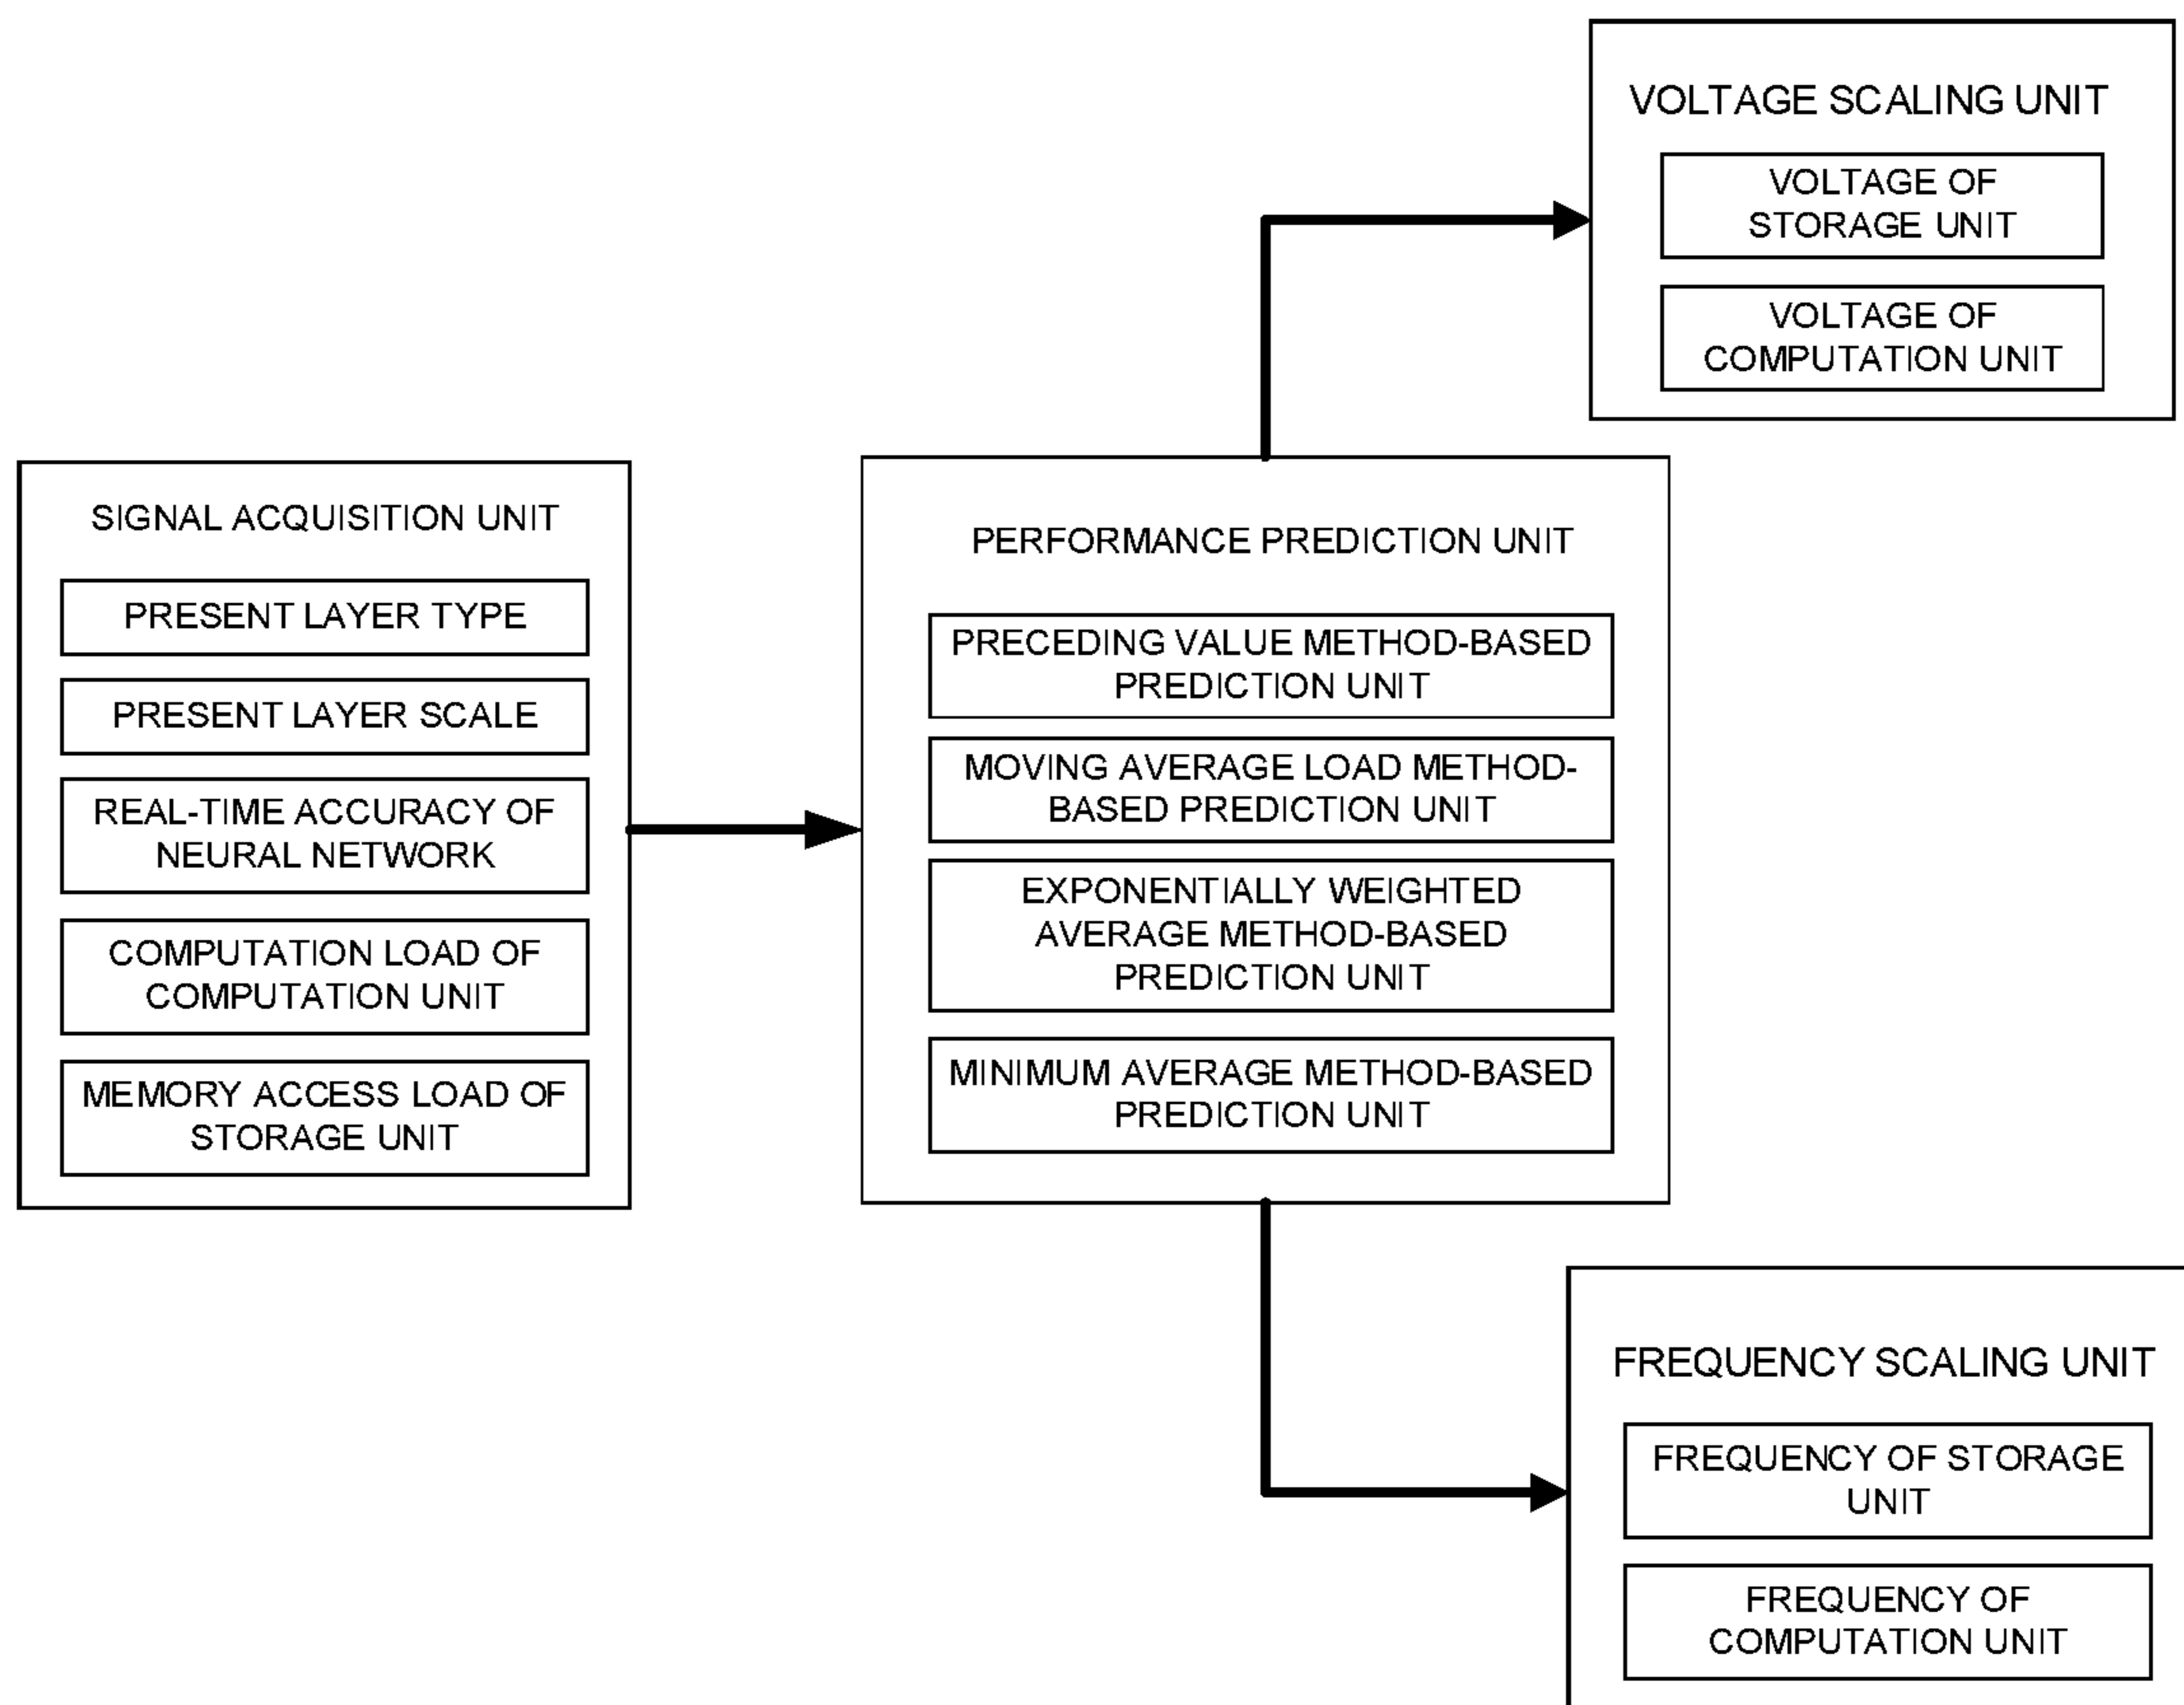 VOLTAGE SCALING UNIT
VOLTAGE OF
STORAGE UNIT
VOLTAGE OF
COMPUTATION UNIT
SIGNAL ACQUISITION UNIT
PRESENT LAYER TYPE
PRESENT LAYER SCALE
REAL-TIME ACCURACY OF
NEURAL NETWORK
COMPUTATION LOAD OF
COMPUTATION UNIT
MEMORY ACCESS LOAD OF
STORAGE UNIT
PERFORMANCE PREDICTION UNIT
PRECEDING VALUE METHOD-BASED
PREDICTION UNIT
MOVING AVERAGE LOAD METHOD-
BASED PREDICTION UNIT
EXPONENTIALLY WEIGHTED
AVERAGE METHOD-BASED
PREDICTION UNIT
MINIMUM AVERAGE METHOD-BASED
PREDICTION UNIT
FREQUENCY SCALING UNIT
FREQUENCY OF STORAGE
UNIT
FREQUENCY OF
COMPUTATION UNIT